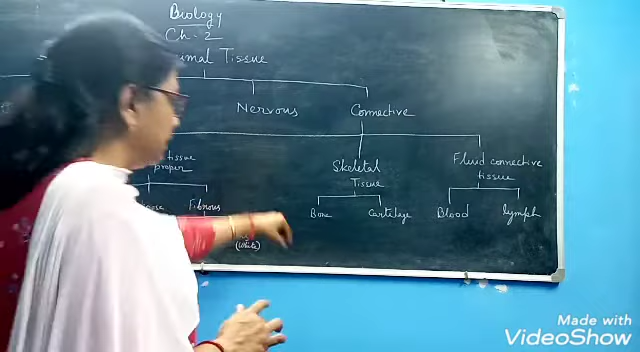 Biology
Ch - 2
Tissue
Nervous
Connective
tissue
proper
Skeletal
Tissue
Fluid connective
tissue
Fibrous
Bone
Cartilage
Blood
lymph
(White)
Made with
VideoShow